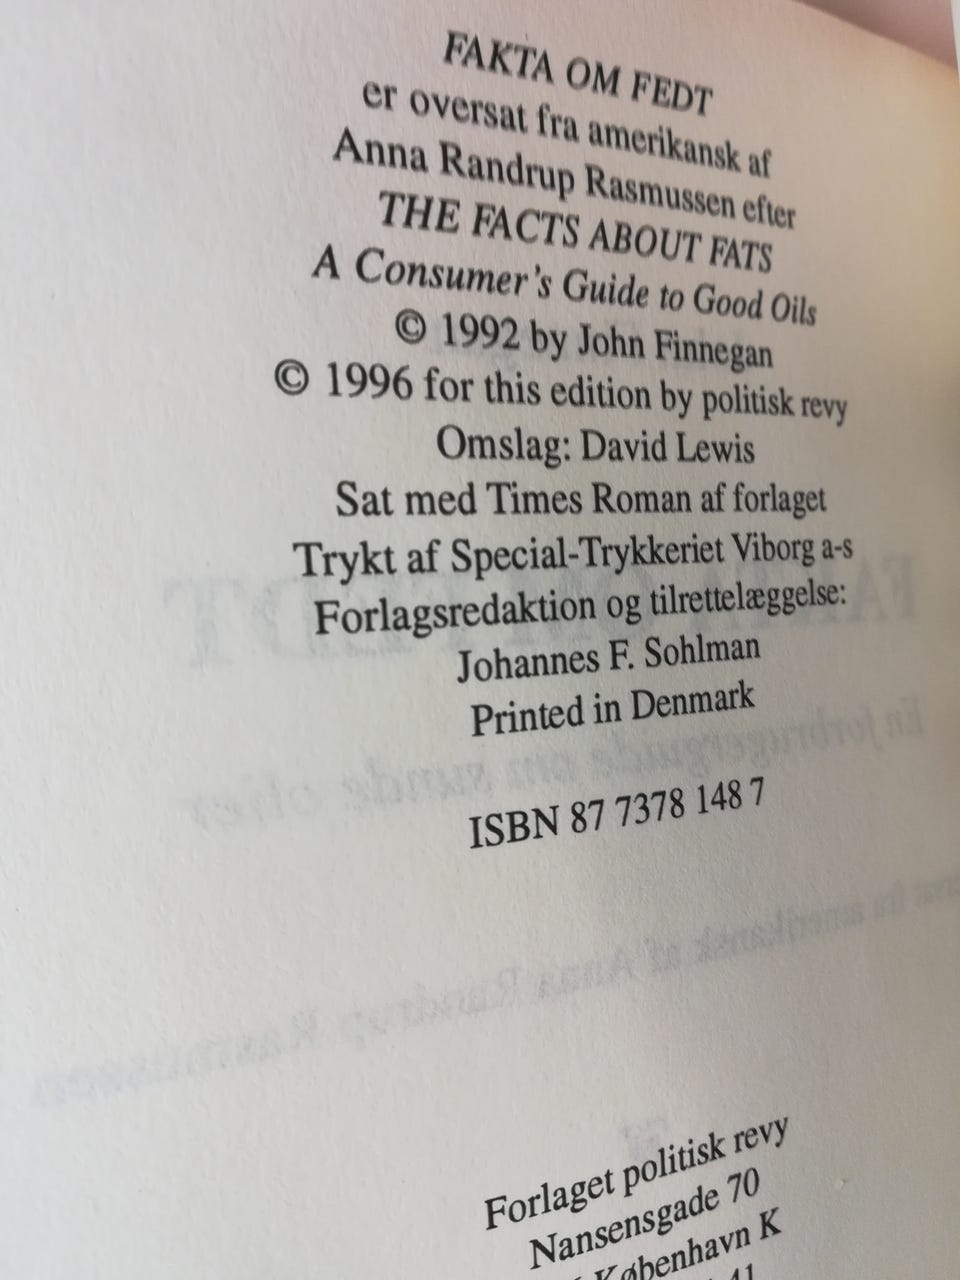 FAKTA OM FEDT
er oversat fra amerikansk af
Anna Randrup Rasmussen efter
THE FACTS ABOUT FATS
A Consumer's Guide to Good Oils
© 1992 by John Finnegan
© 1996 for this edition by politisk revy
Omslag: David Lewis
Sat med Times Roman af forlaget
Trykt af Special-Trykkeriet Viborg a-s
Forlagsredaktion og tilrettelæggelse:
Johannes F. Sohlman
Printed in Denmark
ISBN 87 7378 148 7
Forlaget politisk revy
Nansensgade 70
København K
41